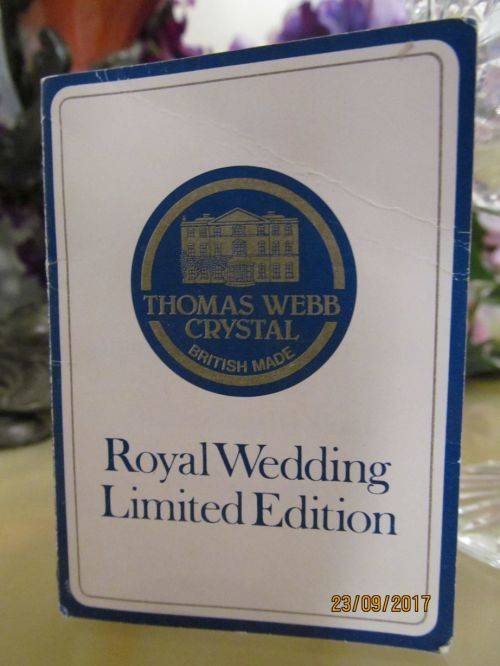 THOMAS WEBB
CRYSTAL
BRITISH MADE
Royal Wedding
Limited Edition
23/09/2017